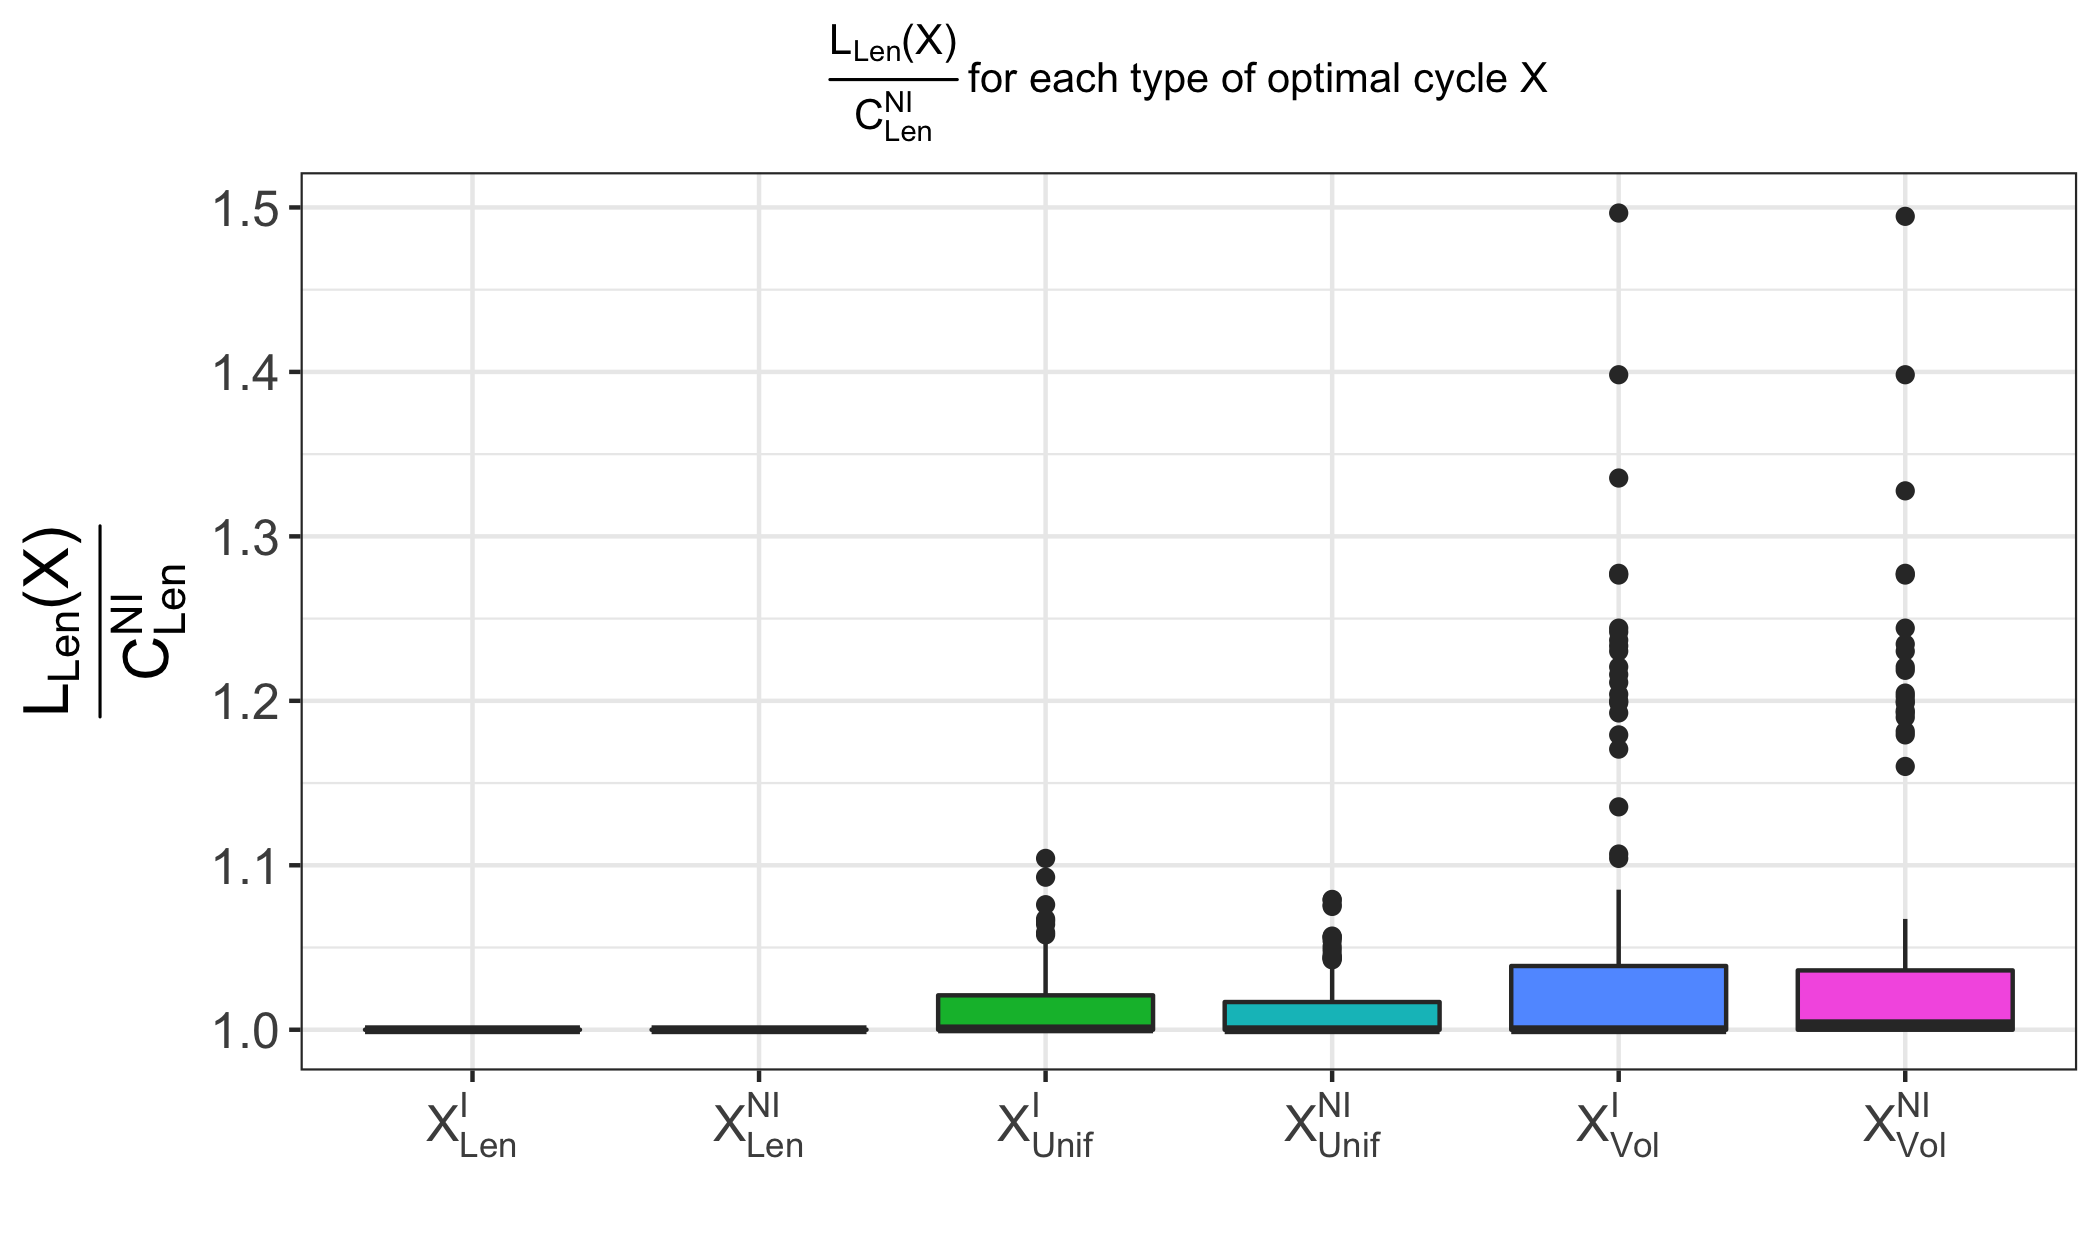 L_Len(X)
C^NI_Len
for each type of optimal cycle X
L_Len(X)
C^NI_Len
1.5
1.4
1.3
1.2
1.1
1.0
X^I_Len X^NI_Len X^I_Unif X^NI_Unif X^I_Vol X^NI_Vol